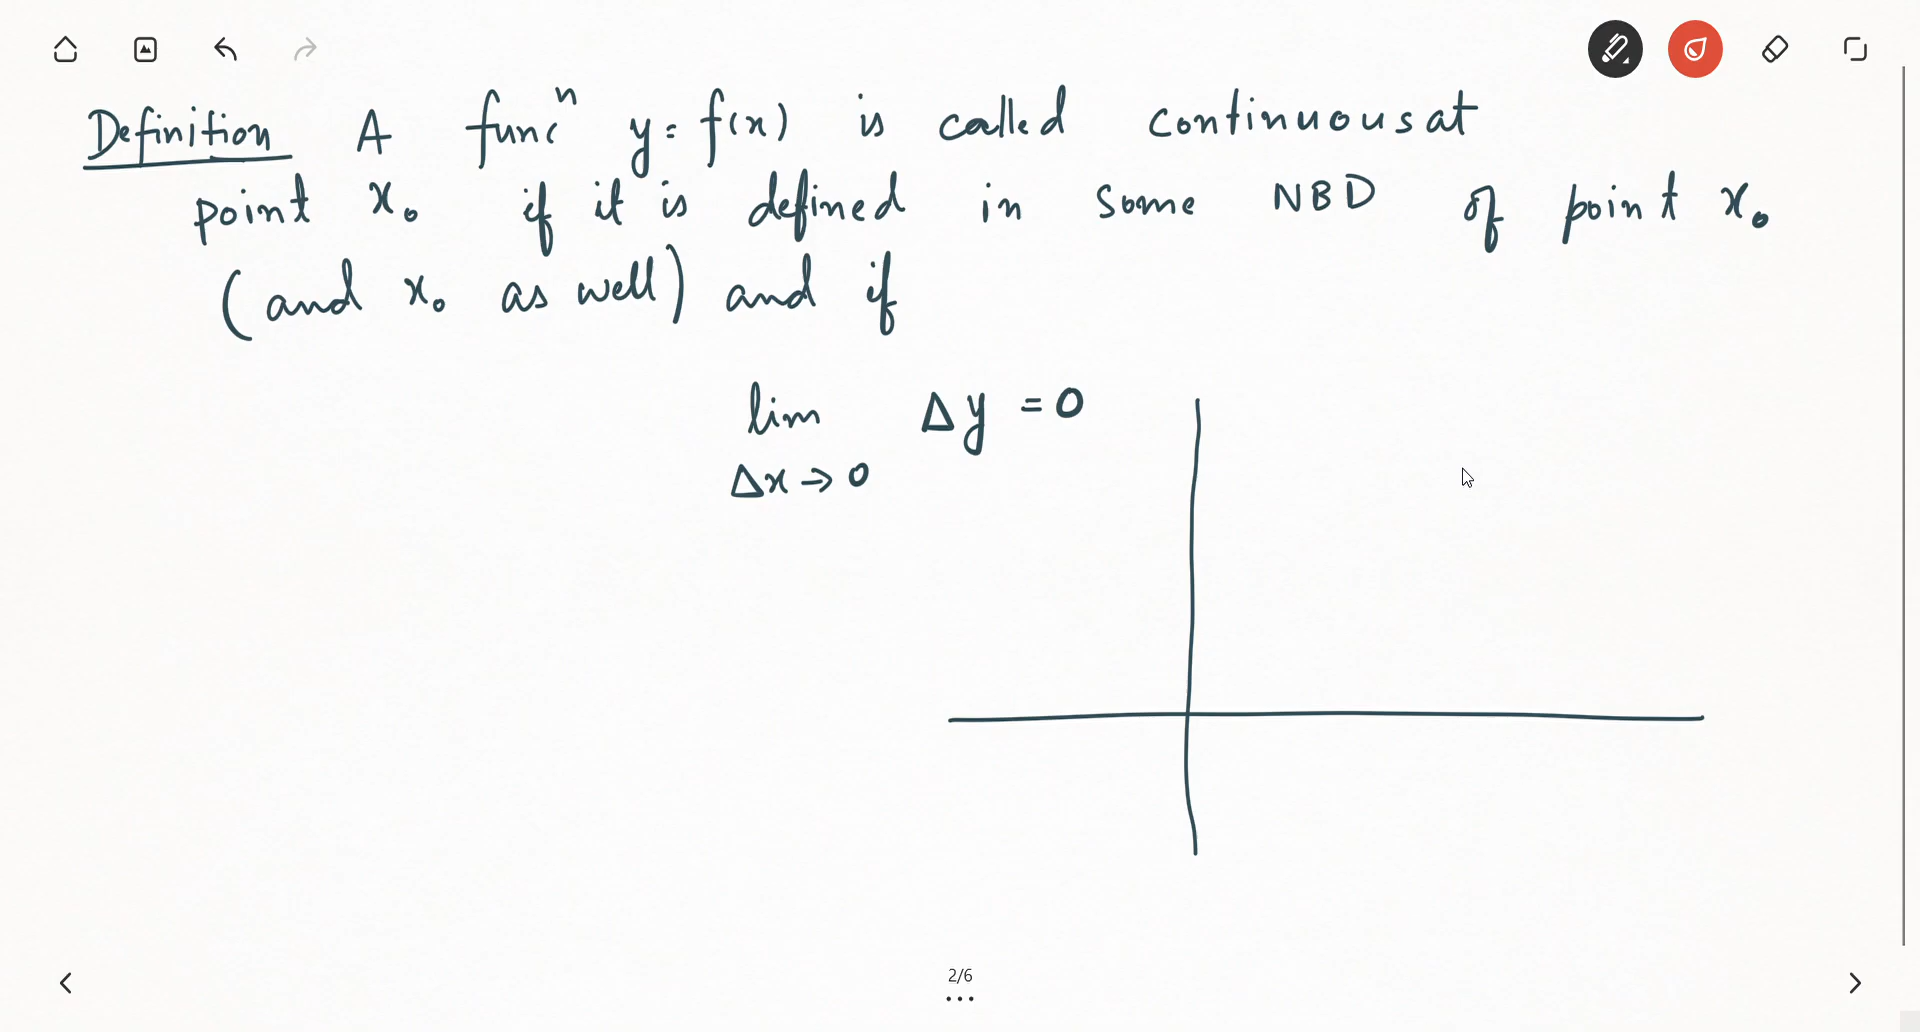 Definition A funcⁿ y = f(x) is called continuous at
point x₀ if it is defined in some NBD of point x₀
(and x₀ as well) and if
lim Δy = 0
Δx → 0
2/6